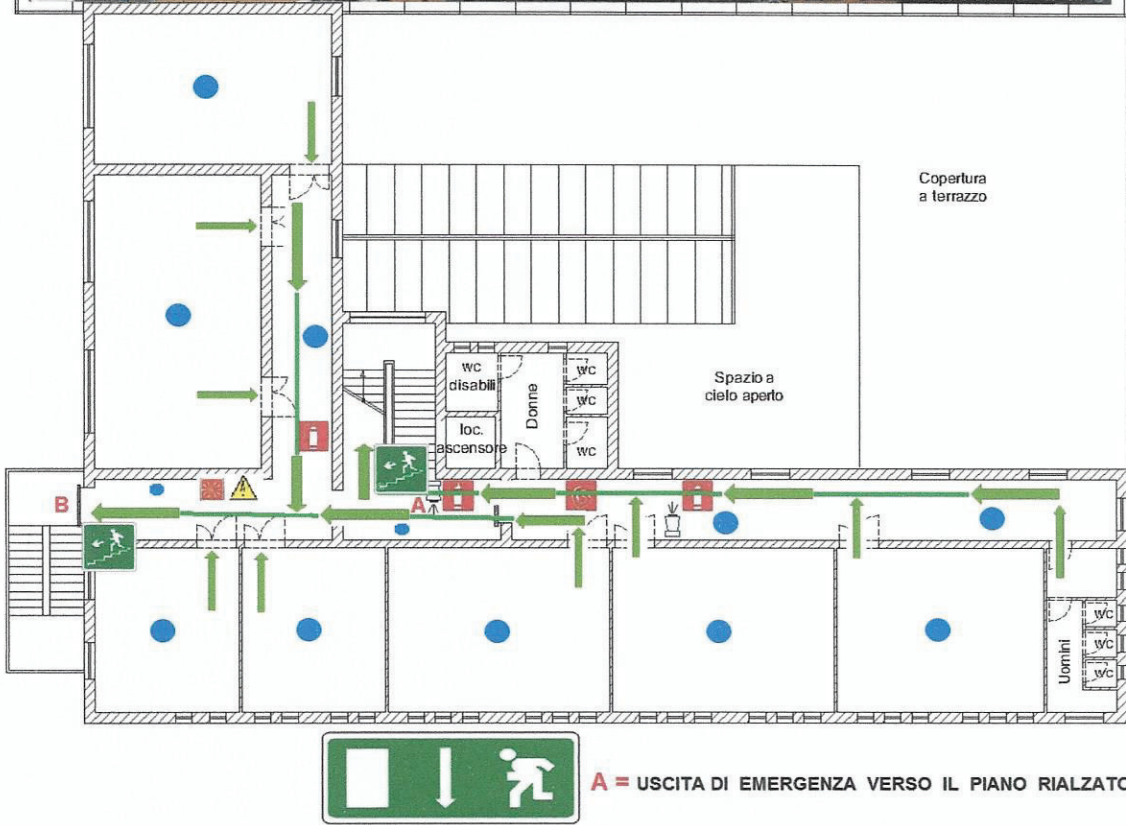 Copertura
a terrazzo
wc
disabili
Donne
wc
wc
wc
loc.
ascensore
Spazio a
cielo aperto
B
A
Uomini
wc
wc
wc
A = USCITA DI EMERGENZA VERSO IL PIANO RIALZATO